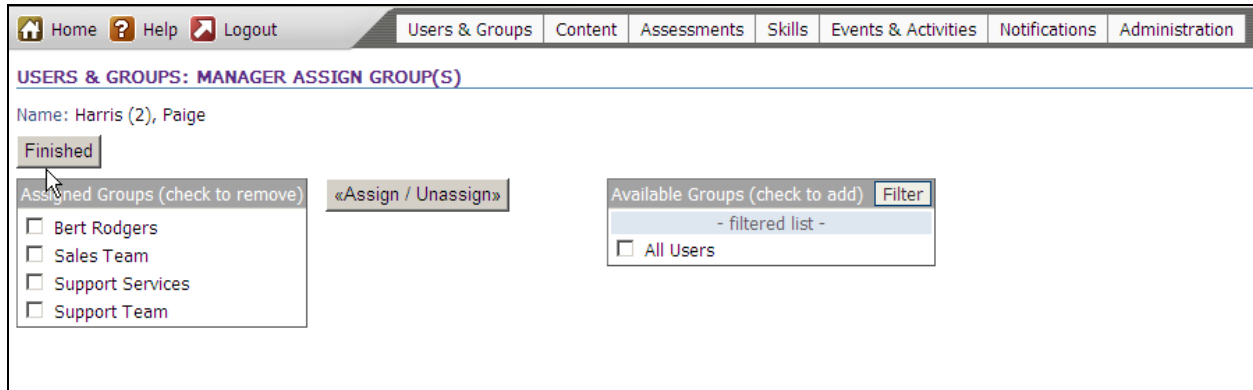 Home Help Logout Users & Groups Content Assessments Skills Events & Activities Notifications Administration
USERS & GROUPS: MANAGER ASSIGN GROUP(S)
Name: Harris (2), Paige
Finished
Assigned Groups (check to remove) «Assign / Unassign» Available Groups (check to add) Filter
- filtered list -
Bert Rodgers
All Users
Sales Team
Support Services
Support Team